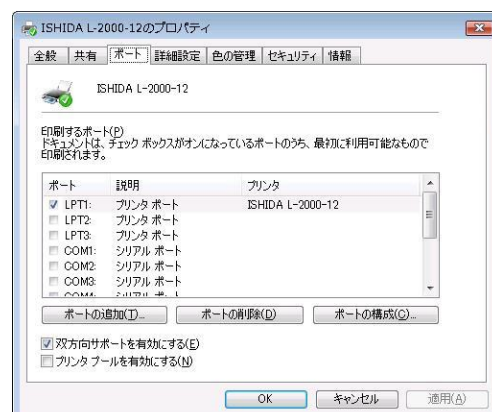 ISHIDA L-2000-12のプロパティ
全般 共有 ポート 詳細設定 色の管理 セキュリティ 情報
ISHIDA L-2000-12
印刷するポート(P)
ドキュメントは、チェック ボックスがオンになっているポートのうち、最初に利用可能なもので
印刷されます。
ポート 説明 プリンタ
LPT1: プリンタ ポート ISHIDA L-2000-12
LPT2: プリンタ ポート
LPT3: プリンタ ポート
COM1: シリアル ポート
COM2: シリアル ポート
COM3: シリアル ポート
COM4: シリアル ポート
ポートの追加(T)... ポートの削除(D) ポートの構成(C)...
双方向サポートを有効にする(E)
プリンタ プールを有効にする(N)
OK キャンセル 適用(A)